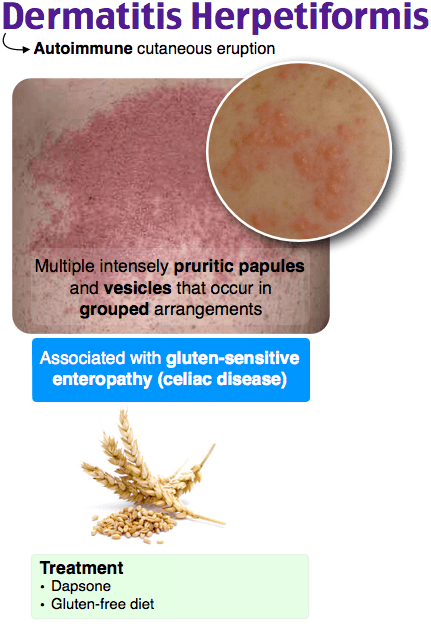 Dermatitis Herpetiformis
Autoimmune cutaneous eruption
Multiple intensely pruritic papules
and vesicles that occur in
grouped arrangements
Associated with gluten-sensitive
enteropathy (celiac disease)
Treatment
• Dapsone
• Gluten-free diet